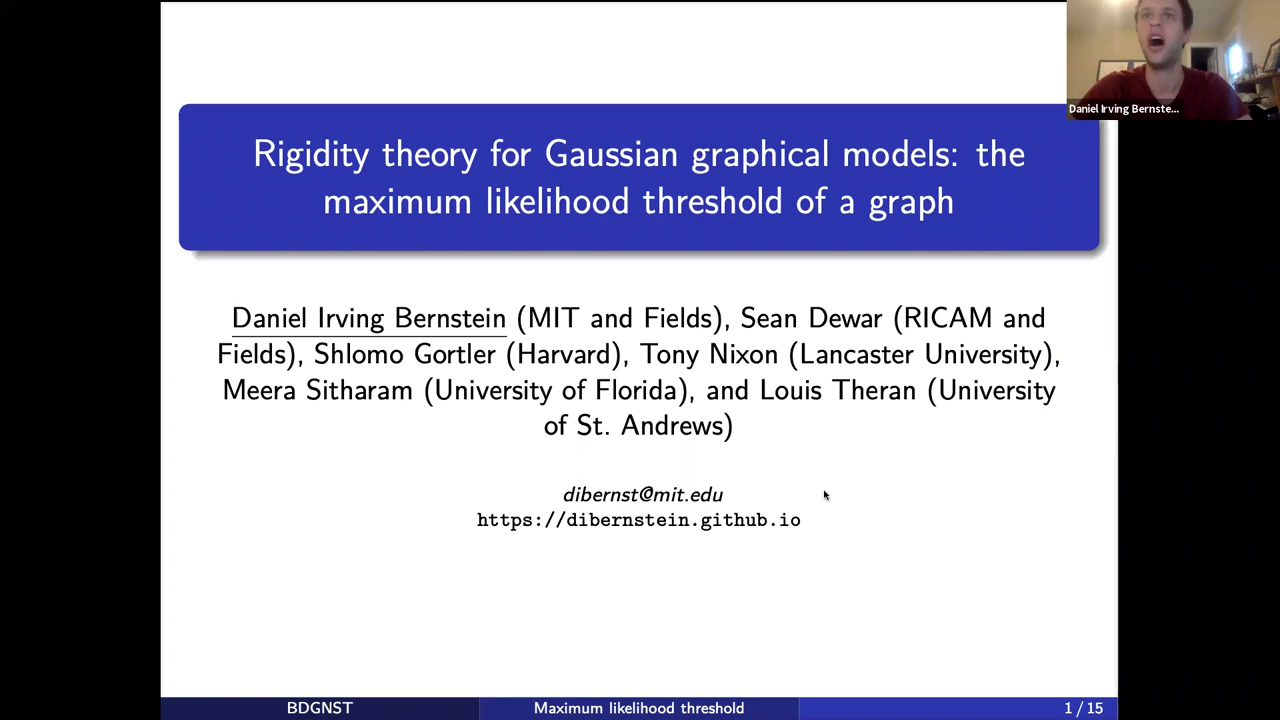 Daniel Irving Bernste...
Rigidity theory for Gaussian graphical models: the
maximum likelihood threshold of a graph
Daniel Irving Bernstein (MIT and Fields), Sean Dewar (RICAM and
Fields), Shlomo Gortler (Harvard), Tony Nixon (Lancaster University),
Meera Sitharam (University of Florida), and Louis Theran (University
of St. Andrews)
dibernst@mit.edu
https://dibernstein.github.io
BDGNST Maximum likelihood threshold 1 / 15